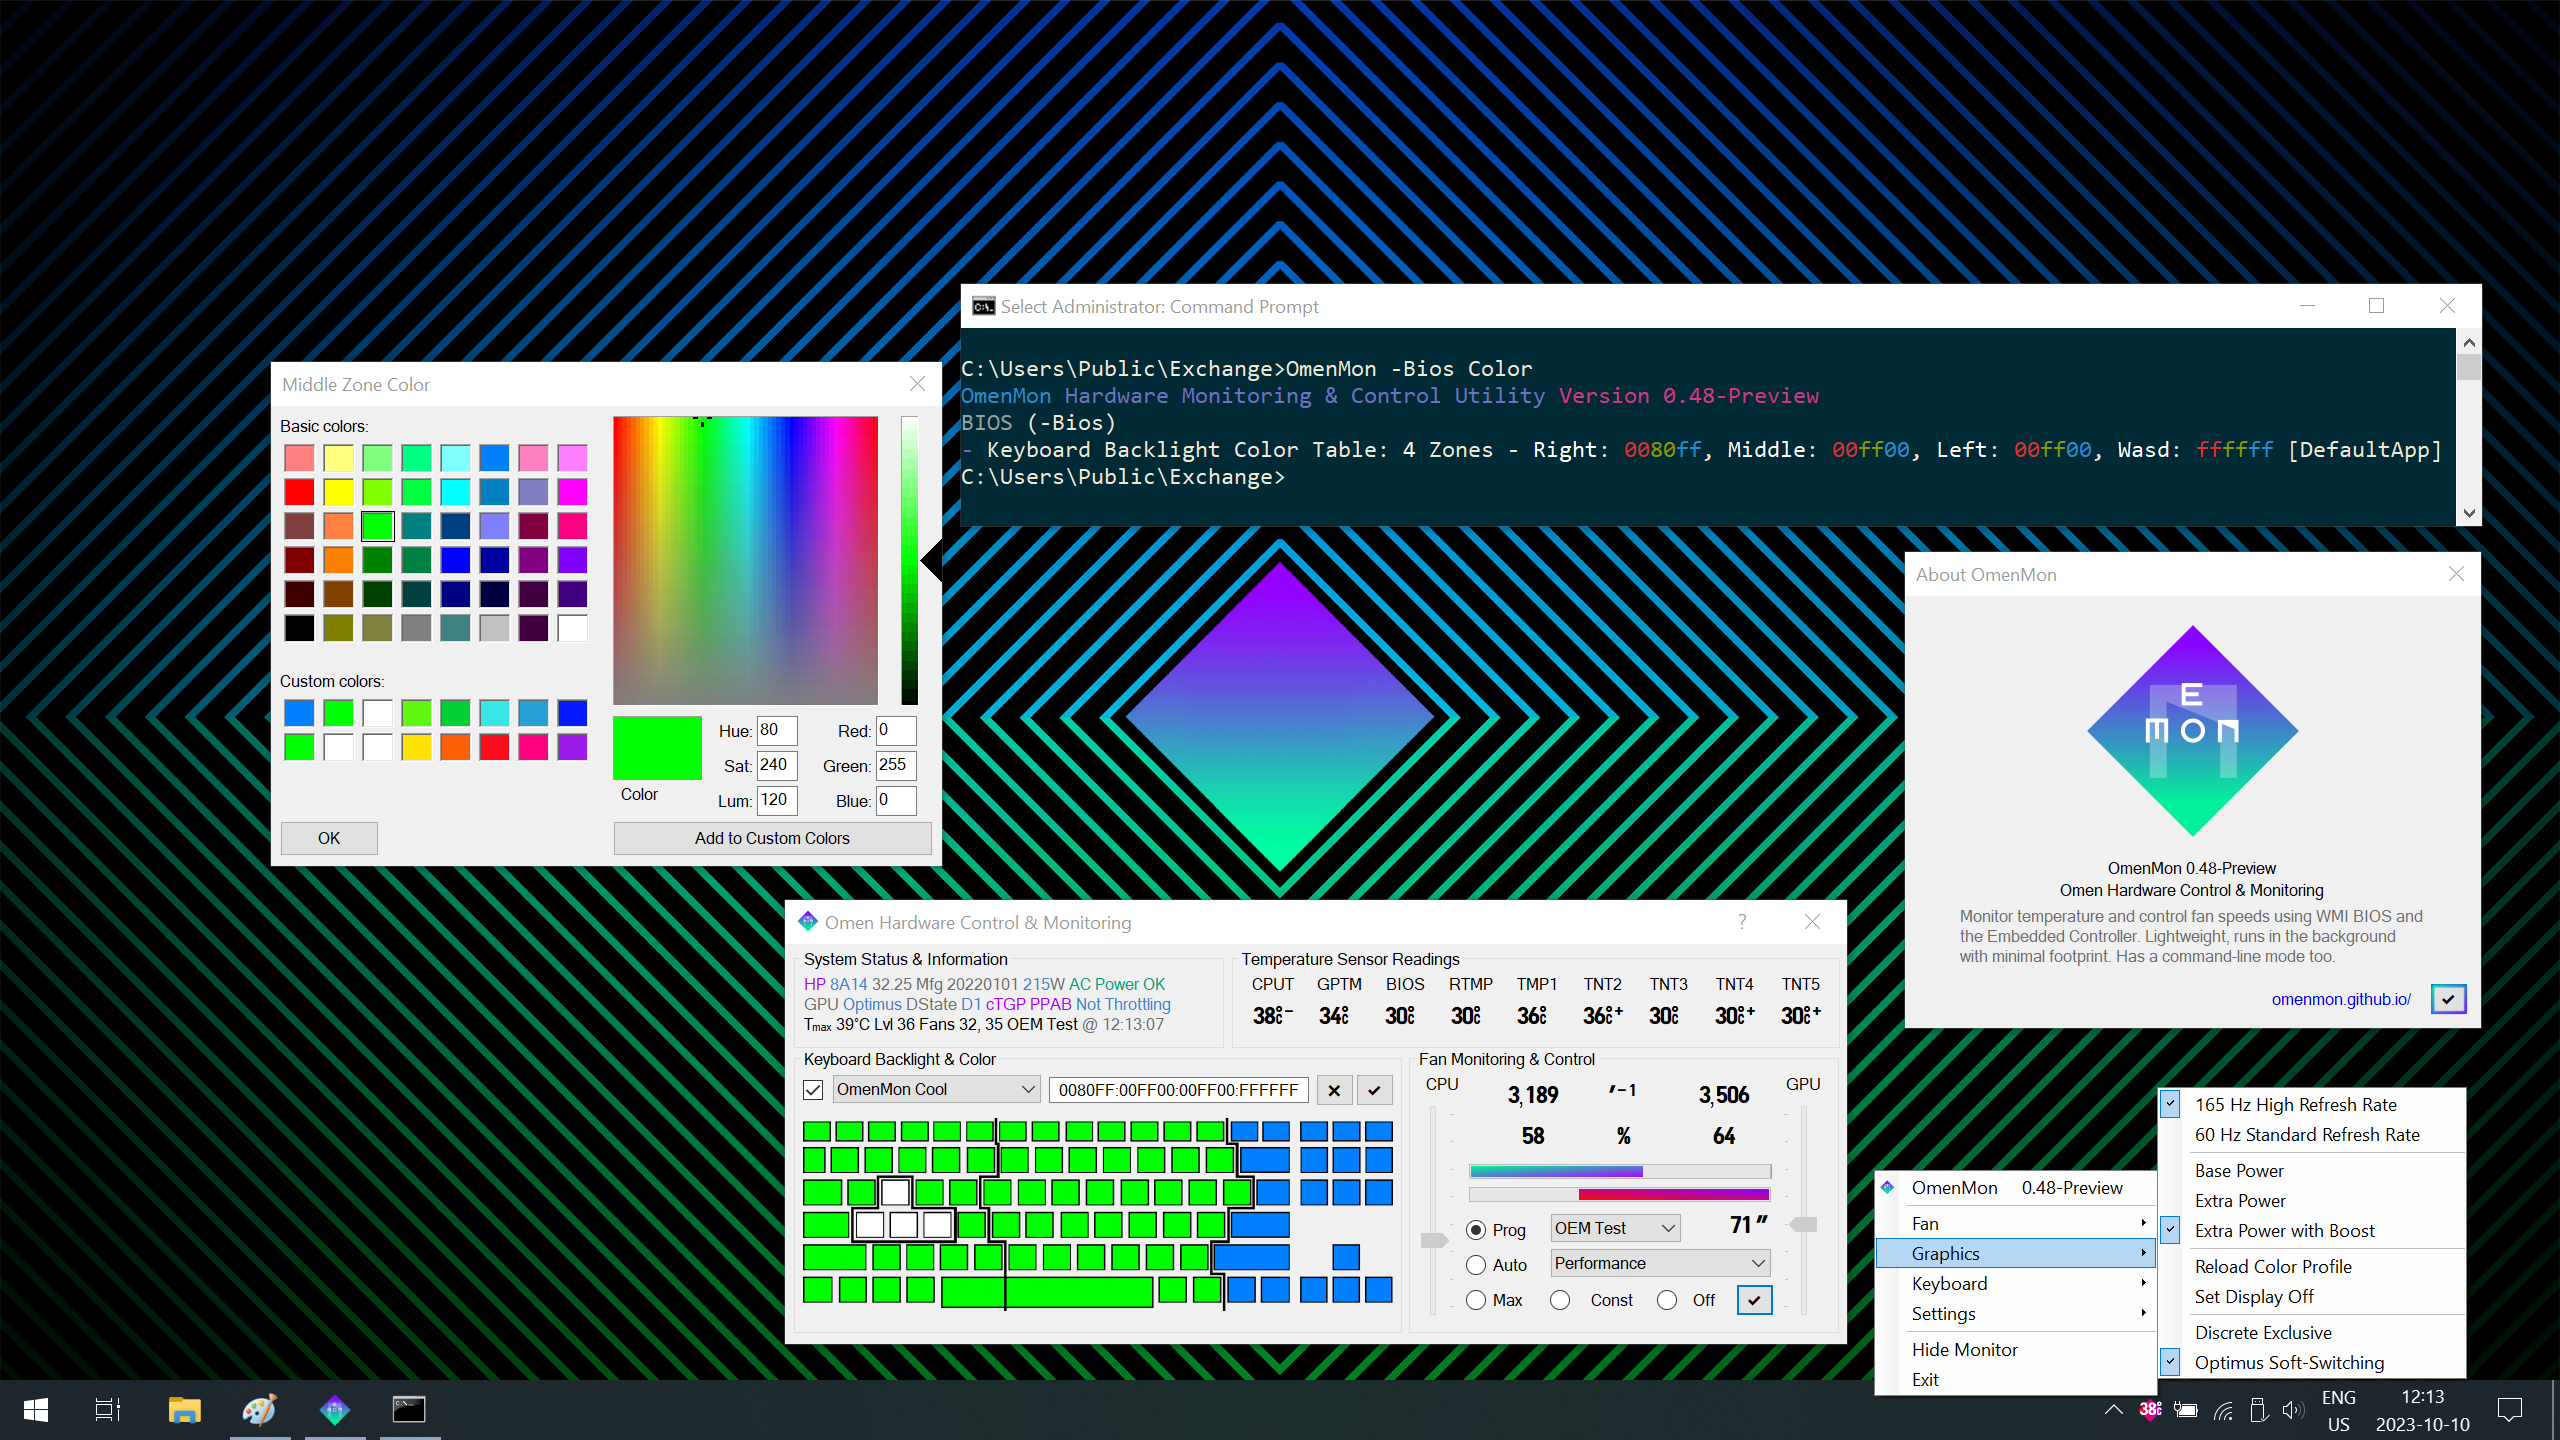 Select Administrator: Command Prompt
C:\Users\Public\Exchange>OmenMon -Bios Color
OmenMon Hardware Monitoring & Control Utility Version 0.48-Preview
BIOS (-Bios)
- Keyboard Backlight Color Table: 4 Zones - Right: 0080ff, Middle: 00ff00, Left: 00ff00, Wasd: ffffff [DefaultApp]
C:\Users\Public\Exchange>
Middle Zone Color
Basic colors:
Custom colors:
Hue: 80 Red: 0
Sat: 240 Green: 255
Color
Lum: 120 Blue: 0
OK
Add to Custom Colors
About OmenMon
E
mon
OmenMon 0.48-Preview
Omen Hardware Control & Monitoring
Monitor temperature and control fan speeds using WMI BIOS and
the Embedded Controller. Lightweight, runs in the background
with minimal footprint. Has a command-line mode too.
omenmon.github.io/
Omen Hardware Control & Monitoring
?
System Status & Information
HP 8A14 32.25 Mfg 20220101 215W AC Power OK
GPU Optimus DState D1 cTGP PPAB Not Throttling
Tmax 39°C Lvl 36 Fans 32, 35 OEM Test @ 12:13:07
Temperature Sensor Readings
CPUT GPTM BIOS RTMP TMP1 TNT2 TNT3 TNT4 TNT5
38°C- 34°C 30°C 30°C 36°C 36°C+ 30°C 30°C+ 30°C+
Keyboard Backlight & Color
OmenMon Cool
0080FF:00FF00:00FF00:FFFFFF
Fan Monitoring & Control
CPU 3,189 ′⁻¹ 3,506 GPU
58 % 64
Prog OEM Test 71″
Auto Performance
Max Const Off
OmenMon 0.48-Preview
Fan
Graphics
Keyboard
Settings
Hide Monitor
Exit
165 Hz High Refresh Rate
60 Hz Standard Refresh Rate
Base Power
Extra Power
Extra Power with Boost
Reload Color Profile
Set Display Off
Discrete Exclusive
Optimus Soft-Switching
38°C
ENG
US
12:13
2023-10-10